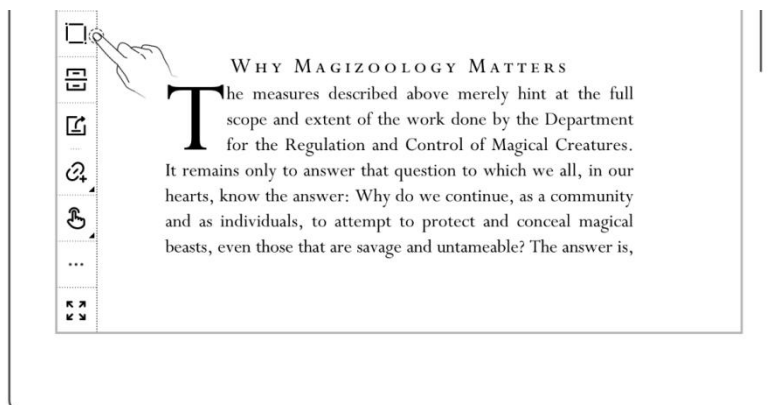 WHY MAGIZOOLOGY MATTERS
The measures described above merely hint at the full
scope and extent of the work done by the Department
for the Regulation and Control of Magical Creatures.
It remains only to answer that question to which we all, in our
hearts, know the answer: Why do we continue, as a community
and as individuals, to attempt to protect and conceal magical
beasts, even those that are savage and untameable? The answer is,